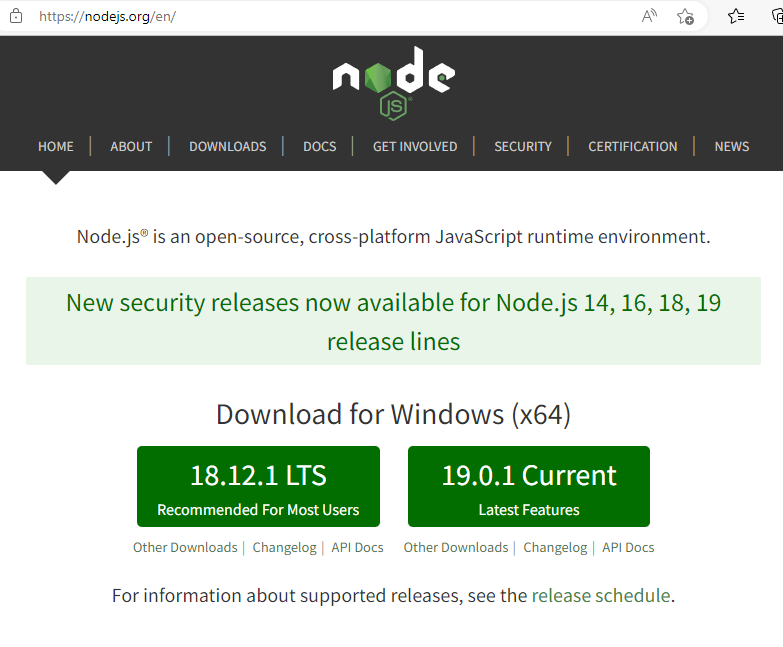 https://nodejs.org/en/
node
JS
HOME | ABOUT | DOWNLOADS | DOCS | GET INVOLVED | SECURITY | CERTIFICATION | NEWS
Node.js® is an open-source, cross-platform JavaScript runtime environment.
New security releases now available for Node.js 14, 16, 18, 19
release lines
Download for Windows (x64)
18.12.1 LTS
Recommended For Most Users
19.0.1 Current
Latest Features
Other Downloads | Changelog | API Docs
Other Downloads | Changelog | API Docs
For information about supported releases, see the release schedule.